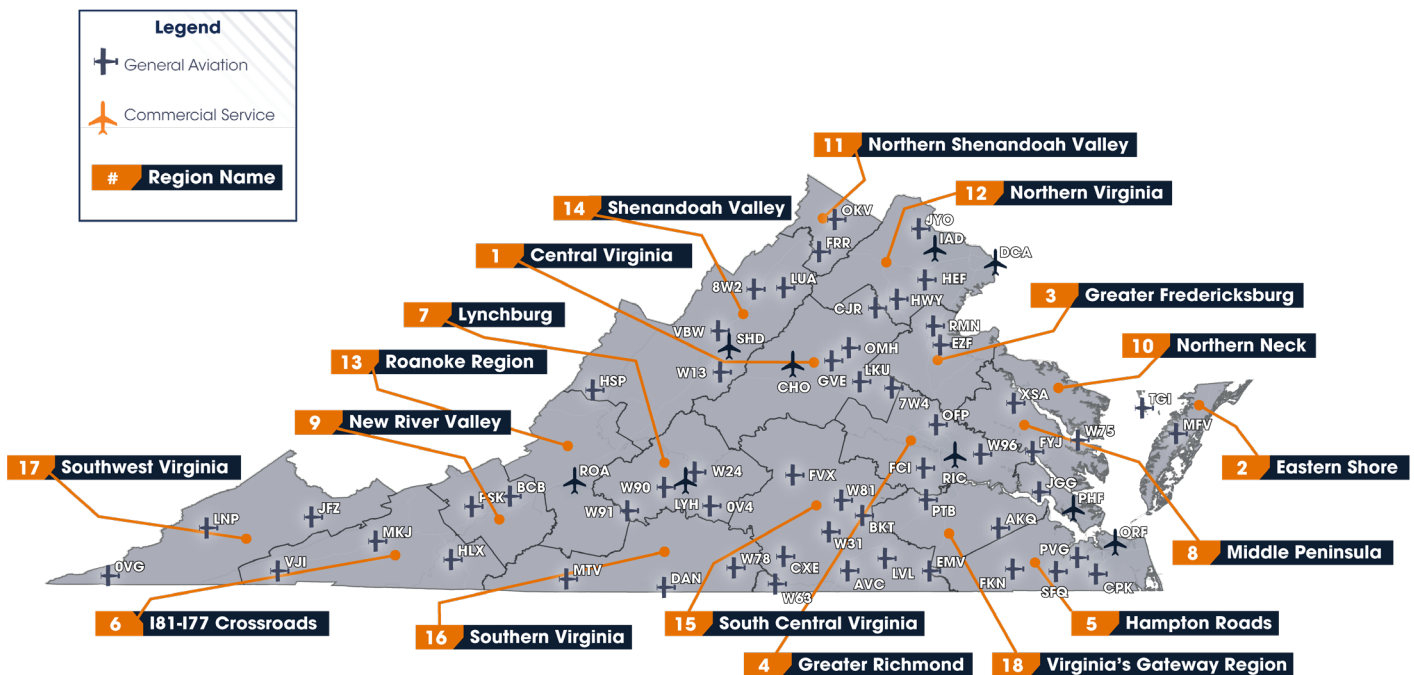 Legend
General Aviation
Commercial Service
# Region Name
11 Northern Shenandoah Valley
12 Northern Virginia
14 Shenandoah Valley
1 Central Virginia
3 Greater Fredericksburg
7 Lynchburg
10 Northern Neck
13 Roanoke Region
9 New River Valley
17 Southwest Virginia
2 Eastern Shore
8 Middle Peninsula
6 I81-I77 Crossroads
16 Southern Virginia
15 South Central Virginia
5 Hampton Roads
4 Greater Richmond
18 Virginia's Gateway Region
OKV
JYO
IAD
FRR
DCA
LUA
8W2
HEF
HWY
CJR
RMN
VBW
SHD
EZF
OMH
W13
CHO
GVE
LKU
HSP
7W4
XSA
TGI
OFP
MFV
W75
W96
FYJ
ROA
W24
FVX
FCI
RIC
BCB
PSK
W90
LYH
JGG
W81
0V4
W91
PTB
PHF
JFZ
LNP
BKT
AKQ
ORF
MKJ
W31
HLX
PVG
W78
CXE
LVL
EMV
VJI
MTV
AVC
FKN
SFQ
CPK
0VG
DAN
W63